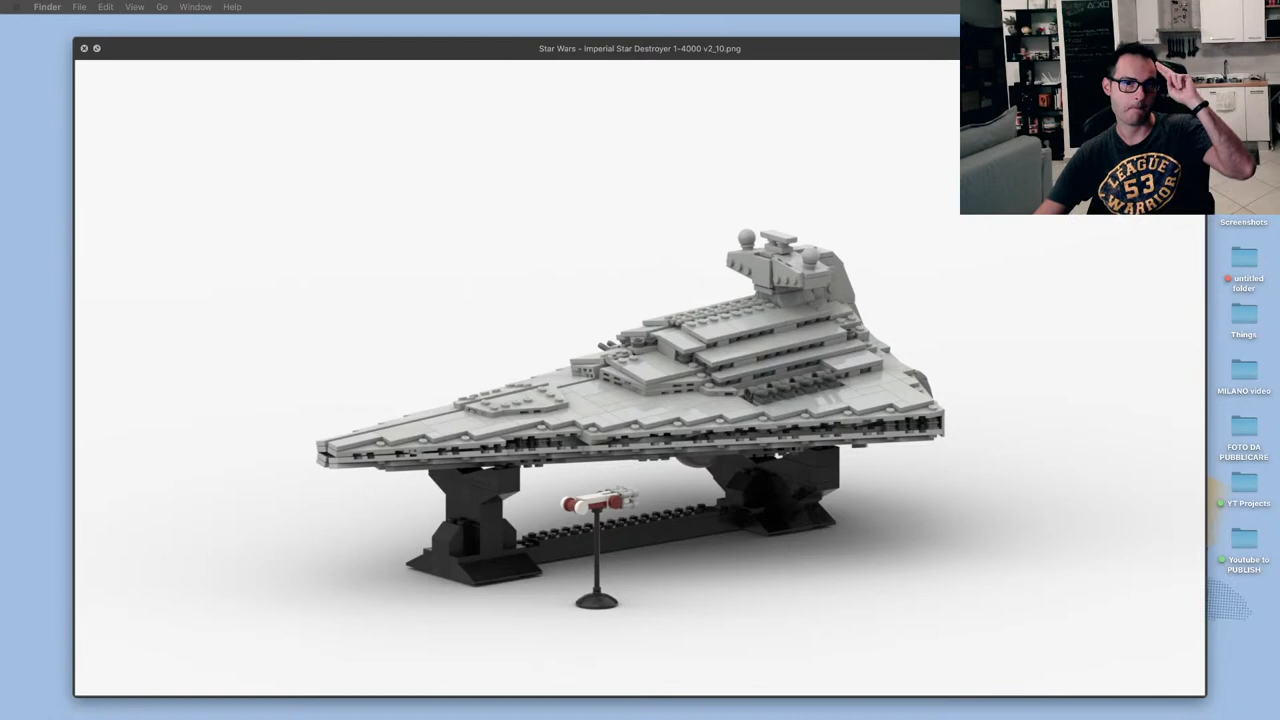 Finder File Edit View Go Window Help
Star Wars - Imperial Star Destroyer 1-4000 v2_10.png
LEAGUE
53
WARRIOR
Screenshots
untitled
folder
Things
MILANO video
FOTO DA
PUBBLICARE
YT Projects
Youtube to
PUBLISH